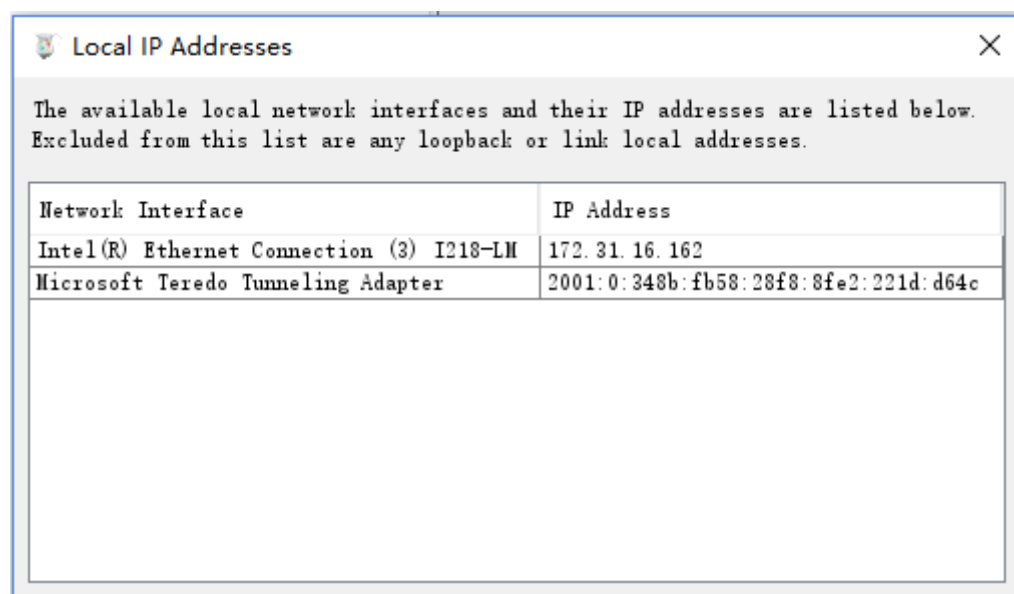 Local IP Addresses
The available local network interfaces and their IP addresses are listed below.
Excluded from this list are any loopback or link local addresses.
Network Interface IP Address
Intel(R) Ethernet Connection (3) I218-LM 172.31.16.162
Microsoft Teredo Tunneling Adapter 2001:0:348b:fb58:28f8:8fe2:221d:d64c